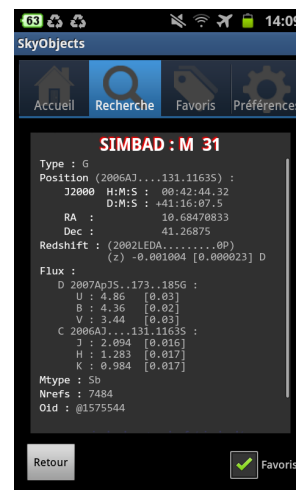 63 14:09
SkyObjects
Accueil Recherche Favoris Préférences
SIMBAD : M 31
Type : G
Position (2006AJ....131.1163S) :
J2000 H:M:S : 00:42:44.32
D:M:S : +41:16:07.5
RA : 10.68470833
Dec : 41.26875
Redshift : (2002LEDA.........0P)
(z) -0.001004 [0.000023] D
Flux :
D 2007ApJS..173..185G :
U : 4.86 [0.03]
B : 4.36 [0.02]
V : 3.44 [0.03]
C 2006AJ....131.1163S :
J : 2.094 [0.016]
H : 1.283 [0.017]
K : 0.984 [0.017]
Mtype : Sb
Nrefs : 7484
Oid : @1575544
Retour Favoris